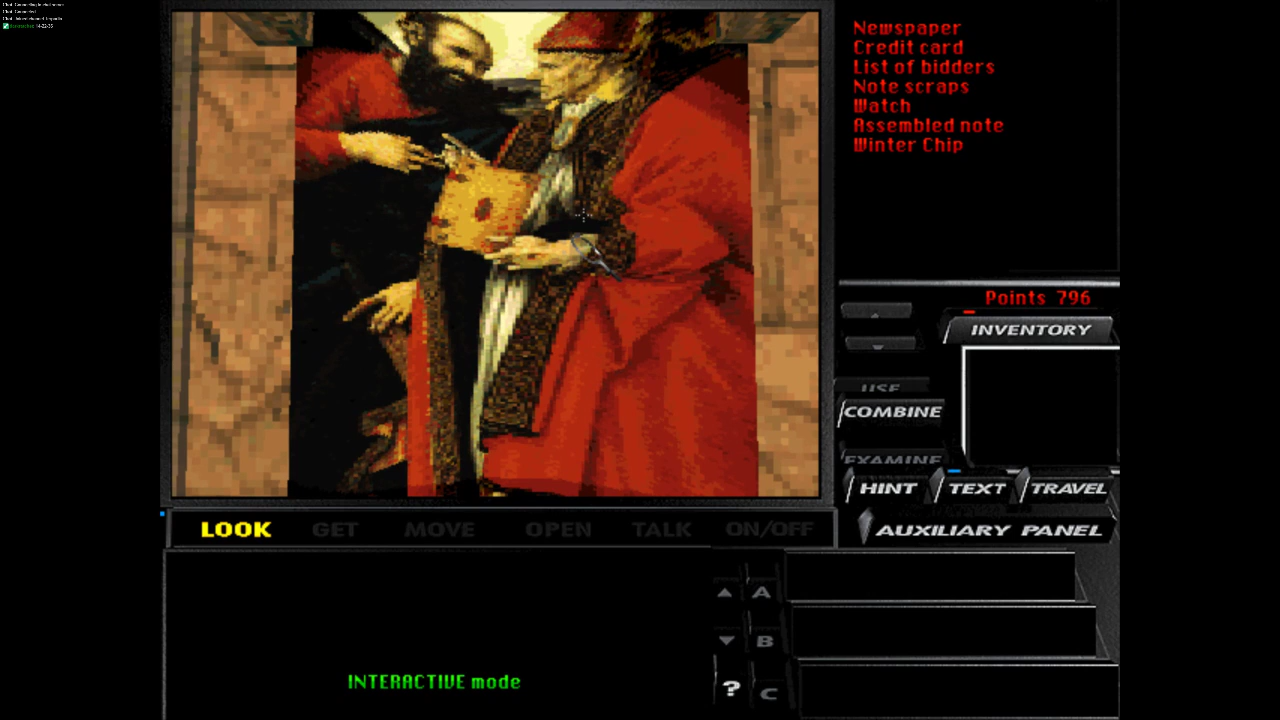 Newspaper
Credit card
List of bidders
Note scraps
Watch
Assembled note
Winter Chip
Points 796
INVENTORY
USE
COMBINE
EXAMINE
HINT
TEXT
TRAVEL
LOOK
GET
MOVE
OPEN
TALK
ON/OFF
AUXILIARY PANEL
A
B
INTERACTIVE mode
?
C